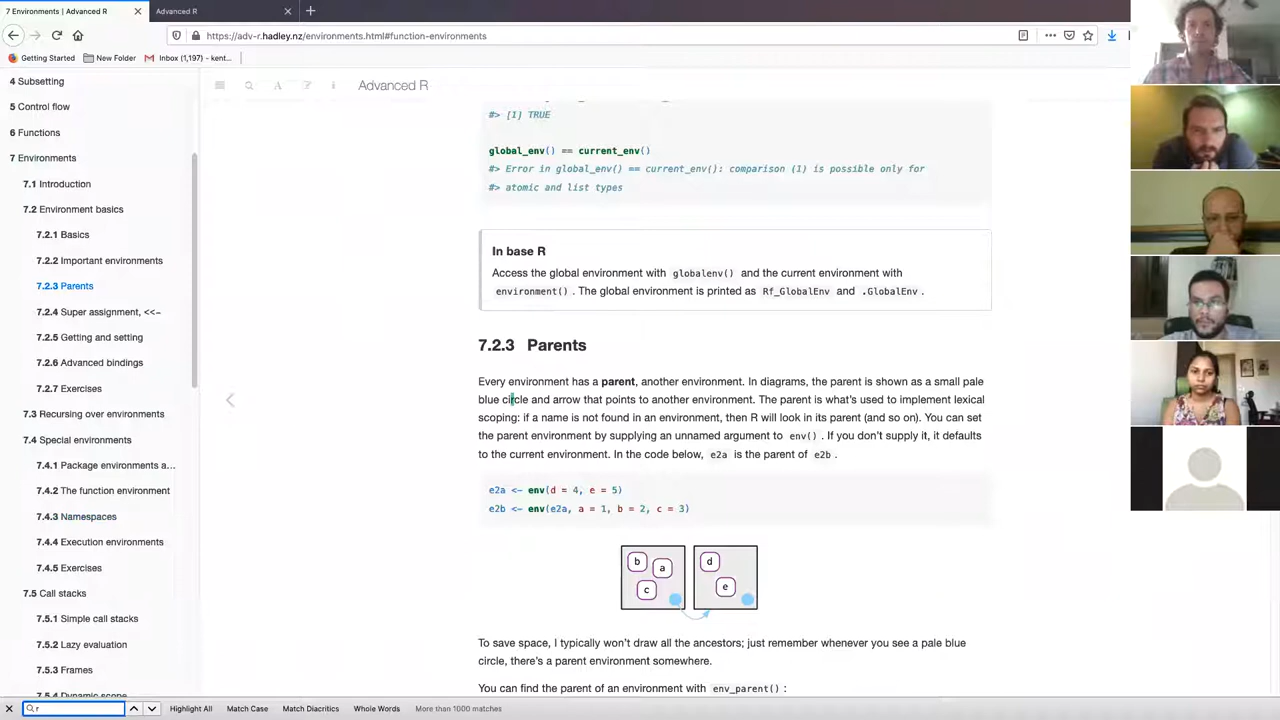 7 Environments | Advanced R
Advanced R
https://adv-r.hadley.nz/environments.html#function-environments
Getting Started
New Folder
Inbox (1,197) - kent...
4 Subsetting
5 Control flow
6 Functions
7 Environments
7.1 Introduction
7.2 Environment basics
7.2.1 Basics
7.2.2 Important environments
7.2.3 Parents
7.2.4 Super assignment, <<-
7.2.5 Getting and setting
7.2.6 Advanced bindings
7.2.7 Exercises
7.3 Recursing over environments
7.4 Special environments
7.4.1 Package environments a...
7.4.2 The function environment
7.4.3 Namespaces
7.4.4 Execution environments
7.4.5 Exercises
7.5 Call stacks
7.5.1 Simple call stacks
7.5.2 Lazy evaluation
7.5.3 Frames
7.5.4 Dynamic scope
Advanced R
#> [1] TRUE
global_env() == current_env()
#> Error in global_env() == current_env(): comparison (1) is possible only for
#> atomic and list types
In base R
Access the global environment with globalenv() and the current environment with
environment() . The global environment is printed as Rf_GlobalEnv and .GlobalEnv .
7.2.3 Parents
Every environment has a parent, another environment. In diagrams, the parent is shown as a small pale
blue circle and arrow that points to another environment. The parent is what's used to implement lexical
scoping: if a name is not found in an environment, then R will look in its parent (and so on). You can set
the parent environment by supplying an unnamed argument to env() . If you don't supply it, it defaults
to the current environment. In the code below, e2a is the parent of e2b .
e2a <- env(d = 4, e = 5)
e2b <- env(e2a, a = 1, b = 2, c = 3)
b a c
d e
To save space, I typically won't draw all the ancestors; just remember whenever you see a pale blue
circle, there's a parent environment somewhere.
You can find the parent of an environment with env_parent() :
r
Highlight All
Match Case
Match Diacritics
Whole Words
More than 1000 matches